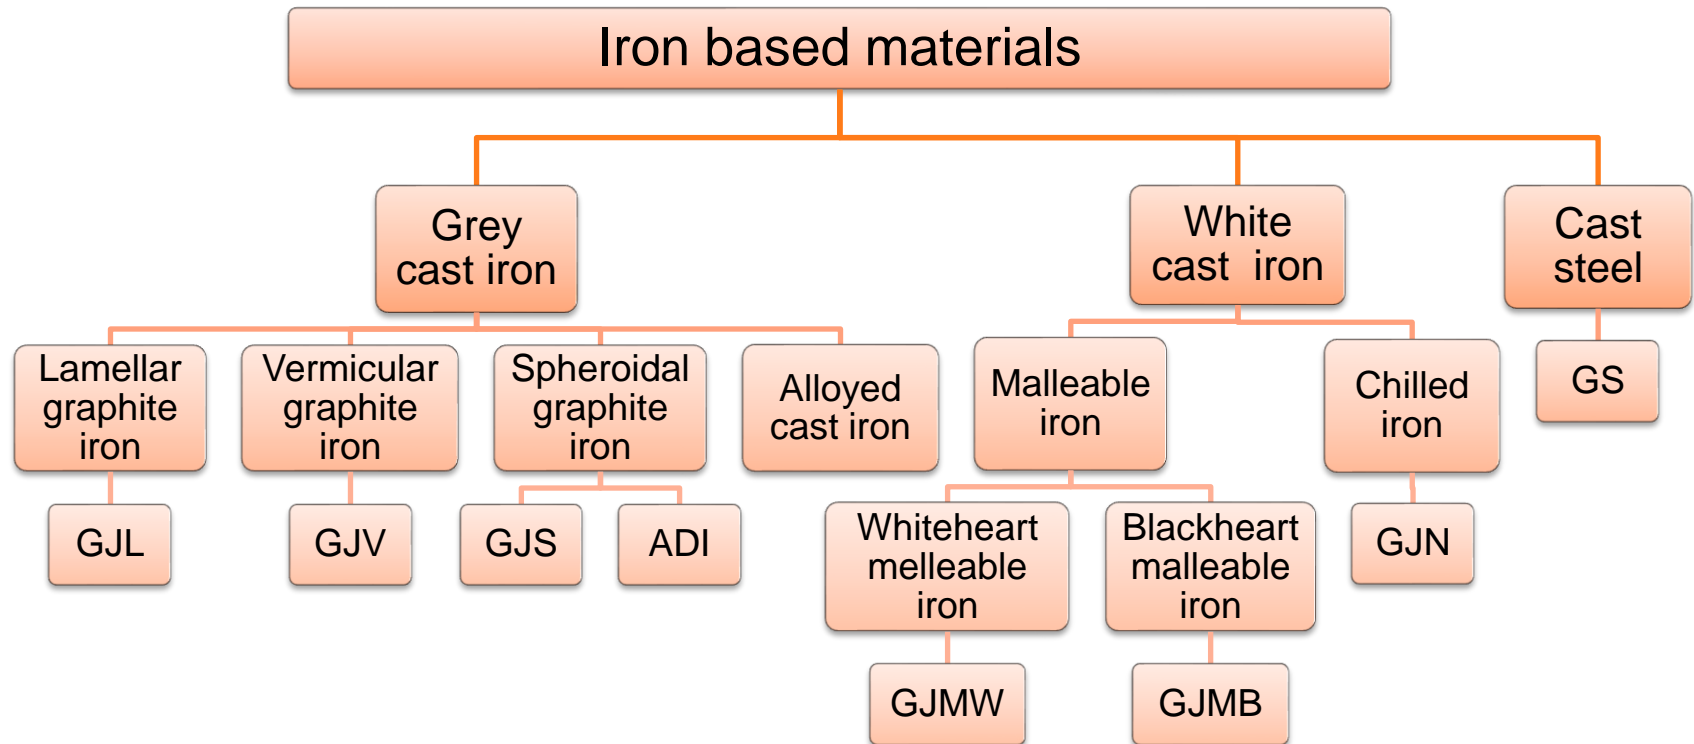 Iron based materials
Grey
cast iron
White
cast iron
Cast
steel
Lamellar
graphite
iron
Vermicular
graphite
iron
Spheroidal
graphite
iron
Alloyed
cast iron
Malleable
iron
Chilled
iron
GS
GJL
GJV
GJS
ADI
Whiteheart
melleable
iron
Blackheart
malleable
iron
GJN
GJMW
GJMB